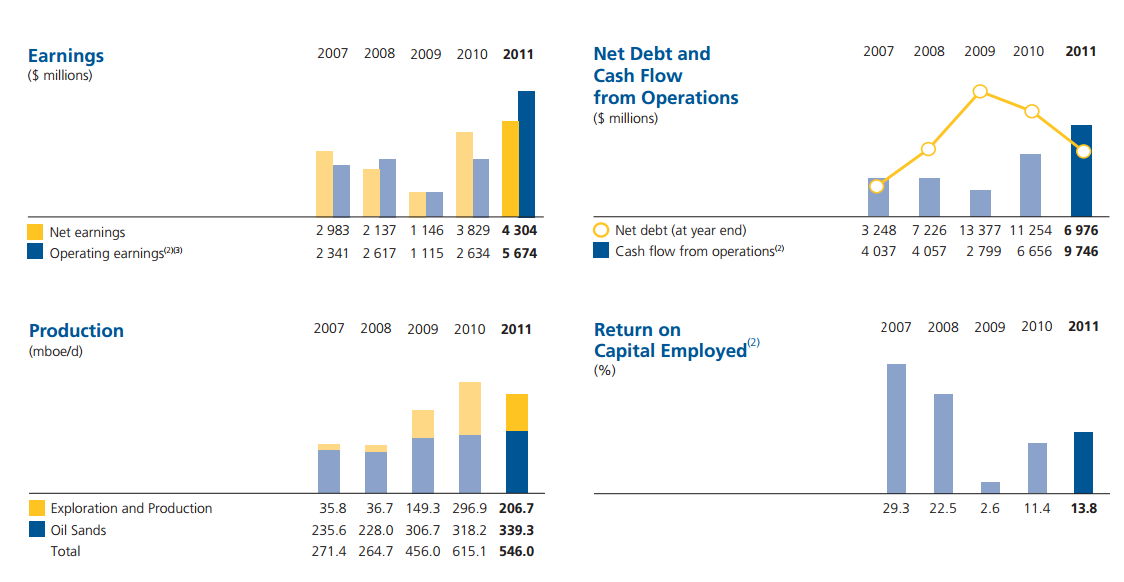 Earnings
($ millions)
2007 2008 2009 2010 2011
Net earnings 2 983 2 137 1 146 3 829 4 304
Operating earnings(2)(3) 2 341 2 617 1 115 2 634 5 674
Net Debt and
Cash Flow
from Operations
($ millions)
2007 2008 2009 2010 2011
Net debt (at year end) 3 248 7 226 13 377 11 254 6 976
Cash flow from operations(2) 4 037 4 057 2 799 6 656 9 746
Production
(mboe/d)
2007 2008 2009 2010 2011
Exploration and Production 35.8 36.7 149.3 296.9 206.7
Oil Sands 235.6 228.0 306.7 318.2 339.3
Total 271.4 264.7 456.0 615.1 546.0
Return on
Capital Employed(2)
(%)
2007 2008 2009 2010 2011
29.3 22.5 2.6 11.4 13.8